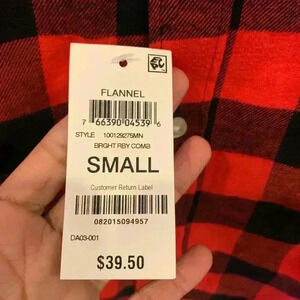 FLANNEL
7 66390 04539 6
STYLE 100129275MN
BRGHT RBY COMB
SMALL
Customer Return Label
082015094957
DA03-001
$39.50